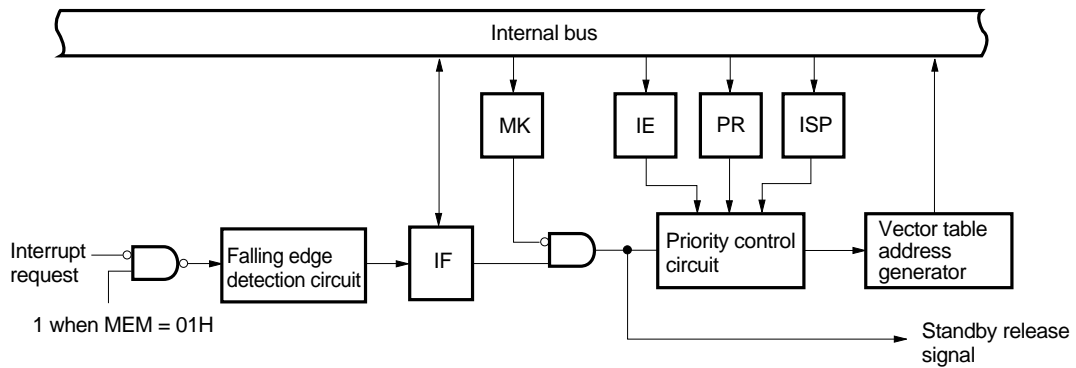 Internal bus
MK
IE
PR
ISP
Interrupt
request
Falling edge
detection circuit
IF
Priority control
circuit
Vector table
address
generator
1 when MEM = 01H
Standby release
signal